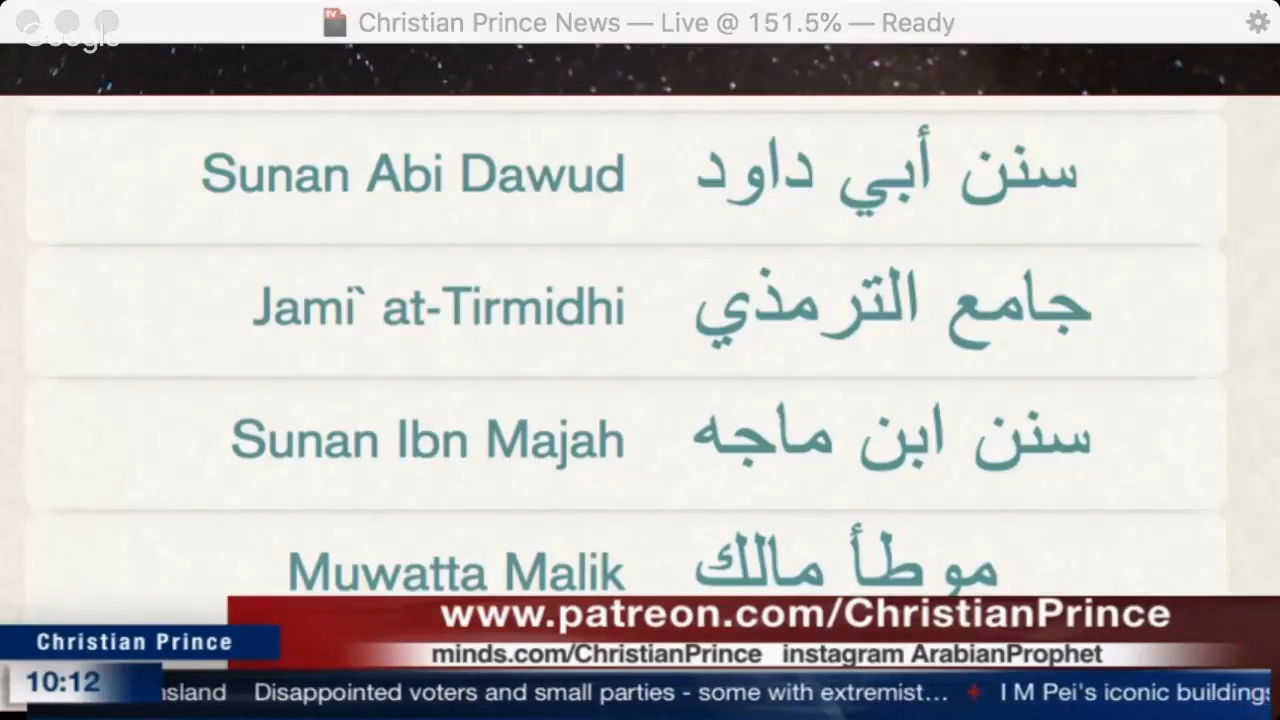 Christian Prince News — Live @ 151.5% — Ready
Google
Sunan Abi Dawud سنن أبي داود
Jami` at-Tirmidhi جامع الترمذي
Sunan Ibn Majah سنن ابن ماجه
Muwatta Malik موطأ مالك
www.patreon.com/ChristianPrince
Christian Prince
minds.com/ChristianPrince instagram ArabianProphet
10:12
nsland Disappointed voters and small parties - some with extremist... I M Pei's iconic buildings